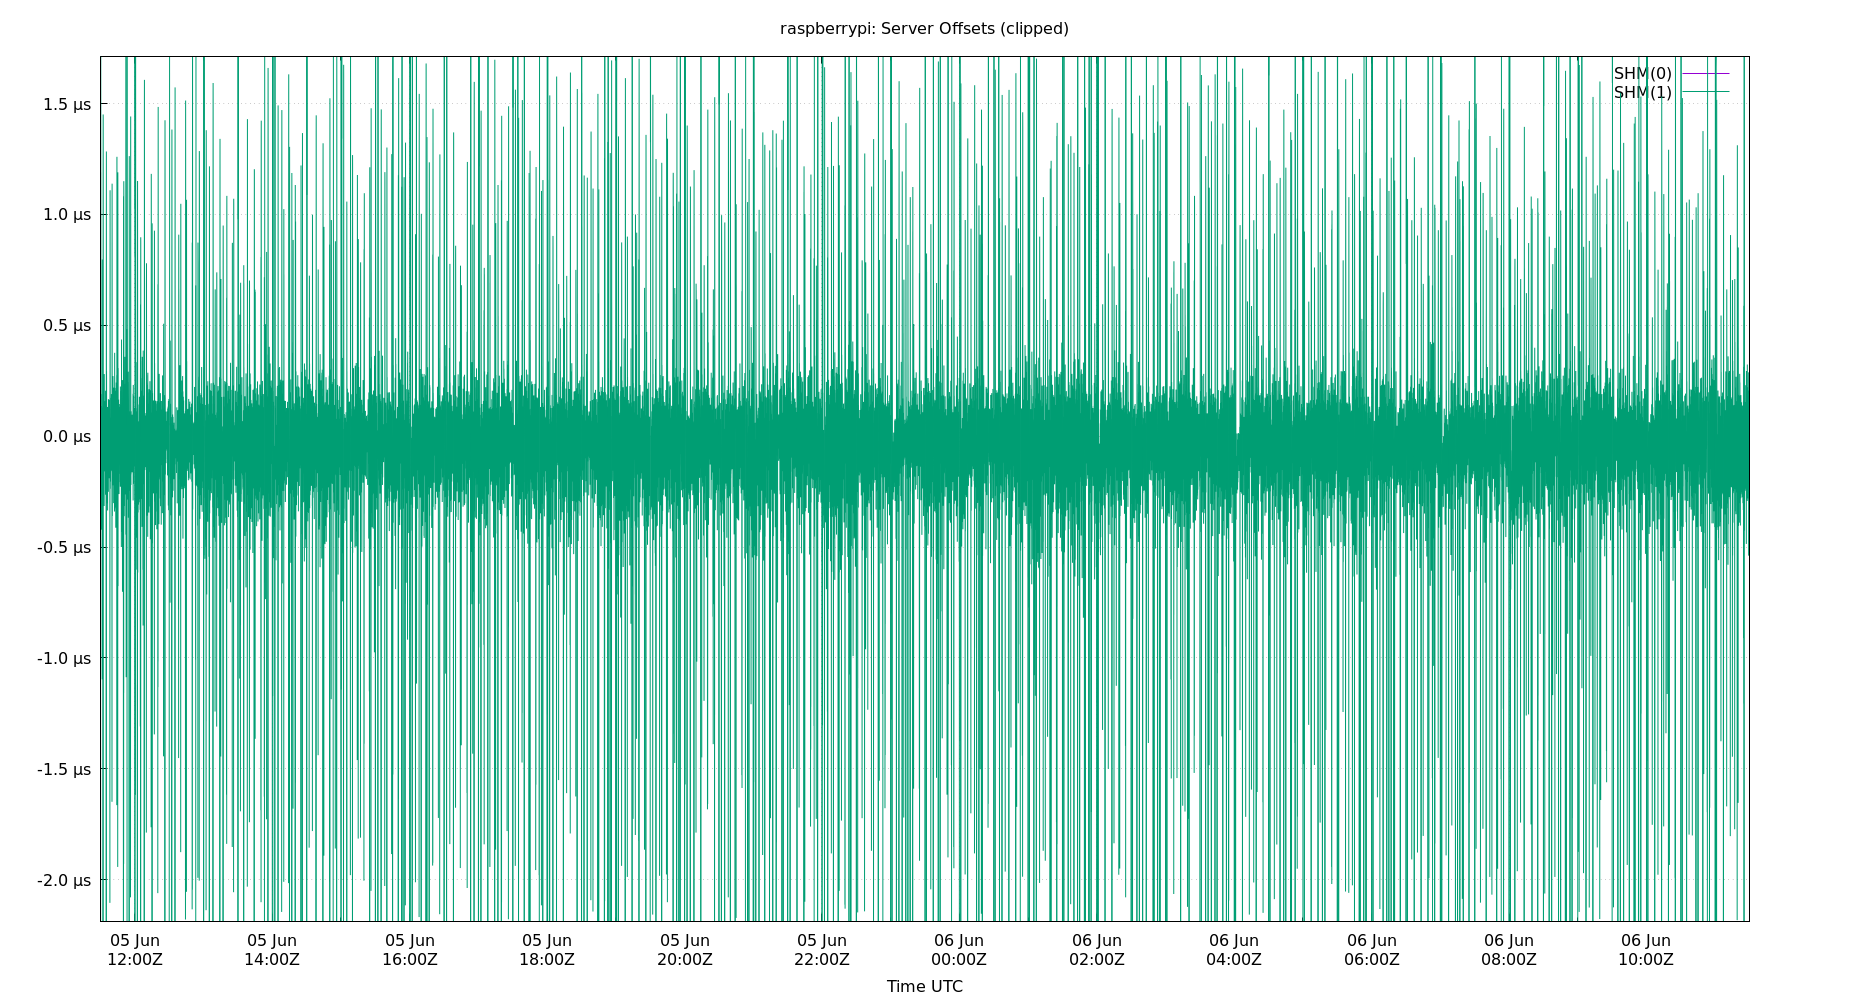 raspberrypi: Server Offsets (clipped)
SHM(0)
SHM(1)
1.5 µs
1.0 µs
0.5 µs
0.0 µs
-0.5 µs
-1.0 µs
-1.5 µs
-2.0 µs
05 Jun 05 Jun 05 Jun 05 Jun 05 Jun 05 Jun 06 Jun 06 Jun 06 Jun 06 Jun 06 Jun 06 Jun
12:00Z 14:00Z 16:00Z 18:00Z 20:00Z 22:00Z 00:00Z 02:00Z 04:00Z 06:00Z 08:00Z 10:00Z
Time UTC